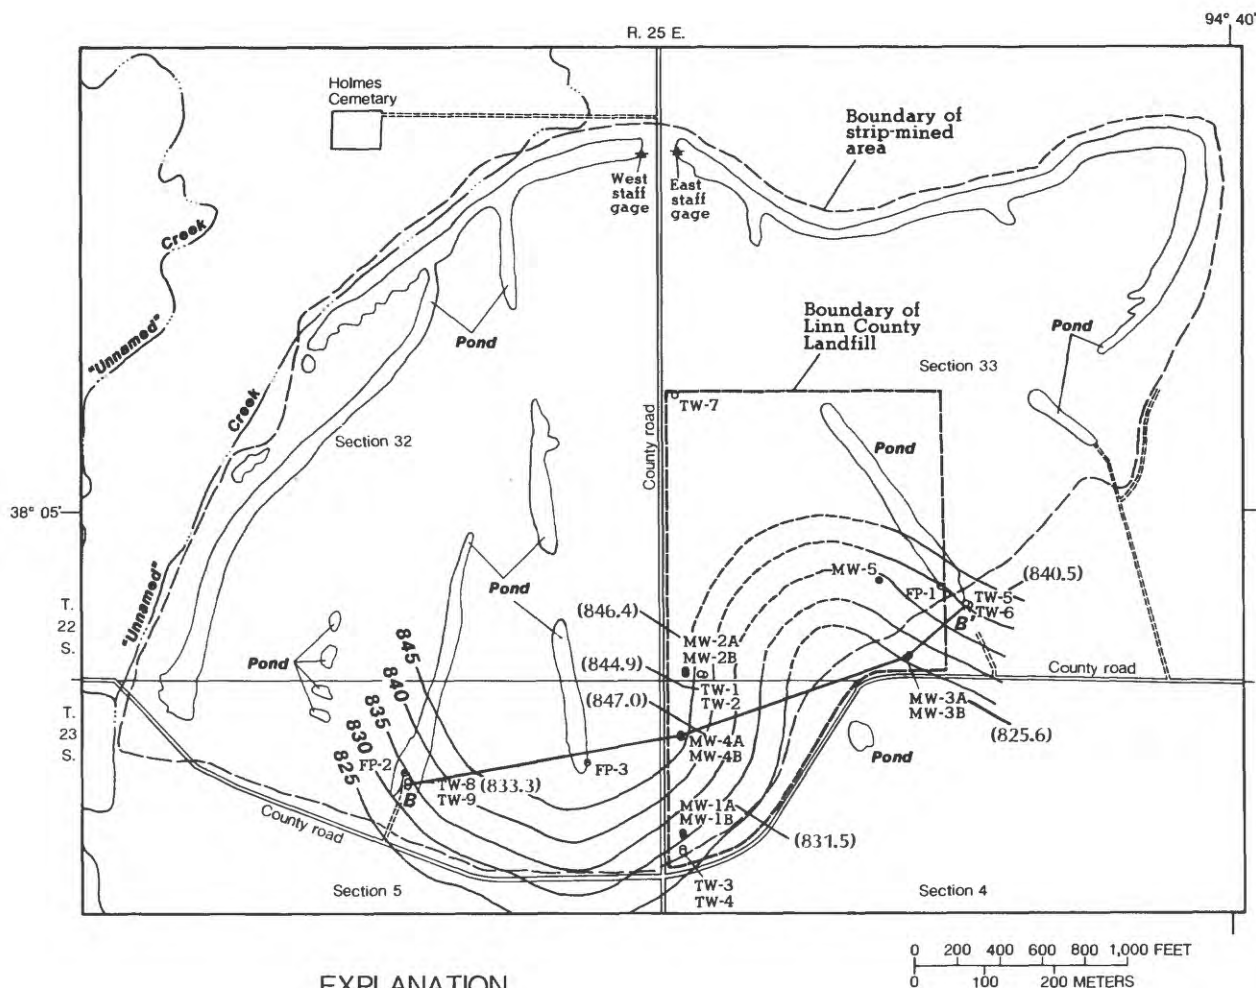 94° 40'
R. 25 E.
Holmes
Cemetary
Boundary of
strip-mined
area
West
staff
gage
East
staff
gage
Creek
"Unnamed"
Pond
Boundary of
Linn County
Landfill
Pond
Section 33
TW-7
County road
Creek
Section 32
Pond
38° 05'
"Unnamed"
Pond
MW-5
(840.5)
FP-1
TW-5
TW-6
B'
T.
22
S.
(846.4)
MW-2A
MW-2B
Pond
845
840
835
830
825
(844.9)
TW-1
TW-2
County road
MW-3A
MW-3B
T.
23
S.
(847.0)
(825.6)
MW-4A
MW-4B
Pond
FP-2
TW-8
TW-9
(833.3)
FP-3
B
MW-1A
MW-1B
(831.5)
County road
TW-3
TW-4
Section 5
Section 4
0 200 400 600 800 1,000 FEET
0 100 200 METERS
EXPLANATION